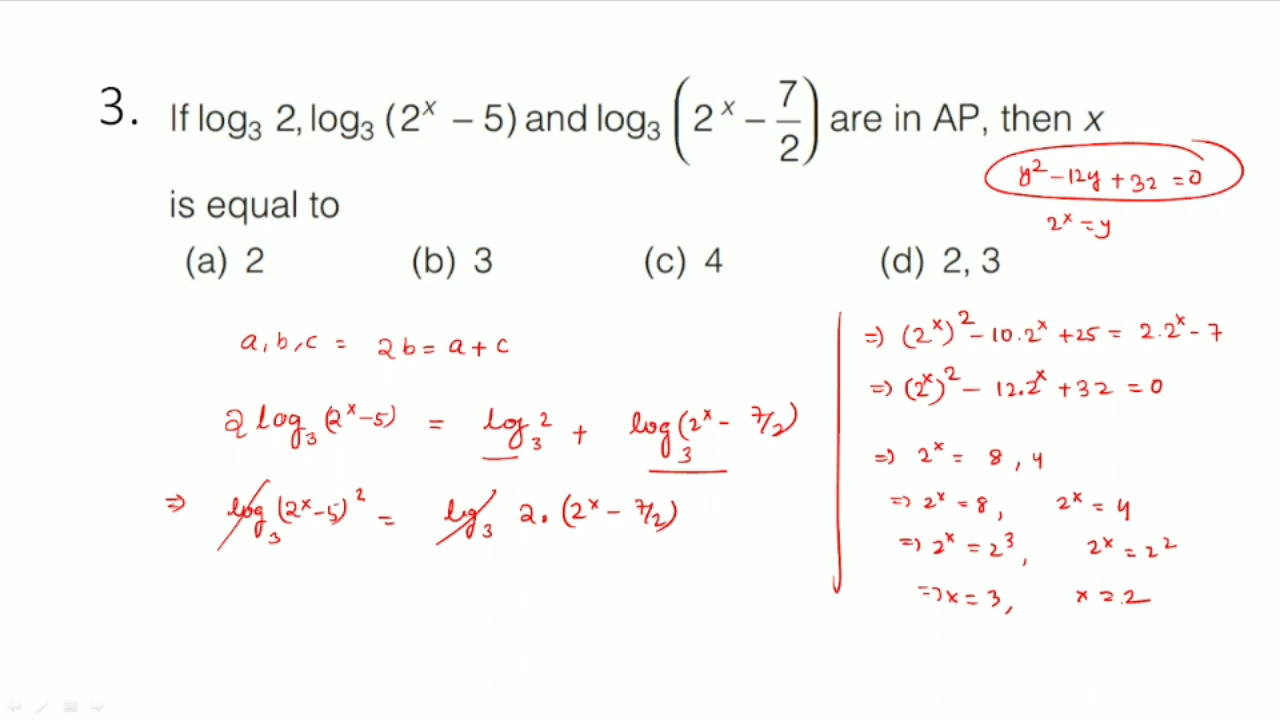 3. If log₃ 2, log₃ (2ˣ – 5) and log₃ (2ˣ – 7/2) are in AP, then x
y² – 12y + 32 = 0
is equal to
2ˣ = y
(a) 2 (b) 3 (c) 4 (d) 2, 3
a, b, c = 2b = a + c
2 log₃ (2ˣ–5) = log₃ 2 + log₃ (2ˣ – 7/2)
⇒ log₃ (2ˣ–5)² = log₃ 2. (2ˣ – 7/2)
⇒ (2ˣ)² – 10.2ˣ + 25 = 2.2ˣ – 7
⇒ (2ˣ)² – 12.2ˣ + 32 = 0
⇒ 2ˣ = 8, 4
⇒ 2ˣ = 8, 2ˣ = 4
⇒ 2ˣ = 2³, 2ˣ = 2²
⇒ x = 3, x = 2